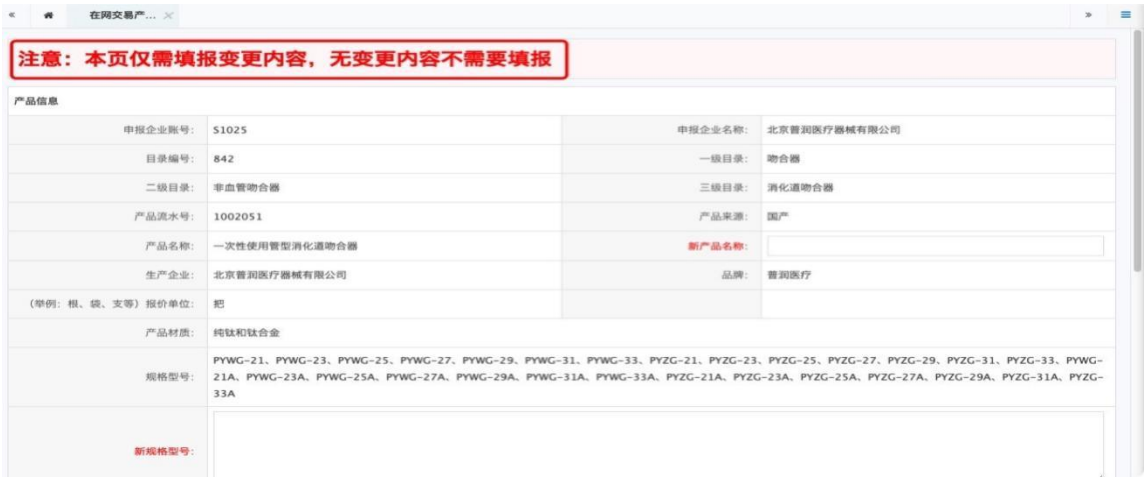 在网交易产...
注意：本页仅需填报变更内容，无变更内容不需要填报
产品信息
申报企业账号： S1025 申报企业名称： 北京普润医疗器械有限公司
目录编号： 842 一级目录： 吻合器
二级目录： 非血管吻合器 三级目录： 消化道吻合器
产品流水号： 1002051 产品来源： 国产
产品名称： 一次性使用管型消化道吻合器 新产品名称：
生产企业： 北京普润医疗器械有限公司 品牌： 普润医疗
（举例：根、袋、支等）报价单位： 把
产品材质： 纯钛和钛合金
PYWG-21、PYWG-23、PYWG-25、PYWG-27、PYWG-29、PYWG-31、PYWG-33、PYZG-21、PYZG-23、PYZG-25、PYZG-27、PYZG-29、PYZG-31、PYZG-33、PYWG-
规格型号： 21A、PYWG-23A、PYWG-25A、PYWG-27A、PYWG-29A、PYWG-31A、PYWG-33A、PYZG-21A、PYZG-23A、PYZG-25A、PYZG-27A、PYZG-29A、PYZG-31A、PYZG-
33A
新规格型号：